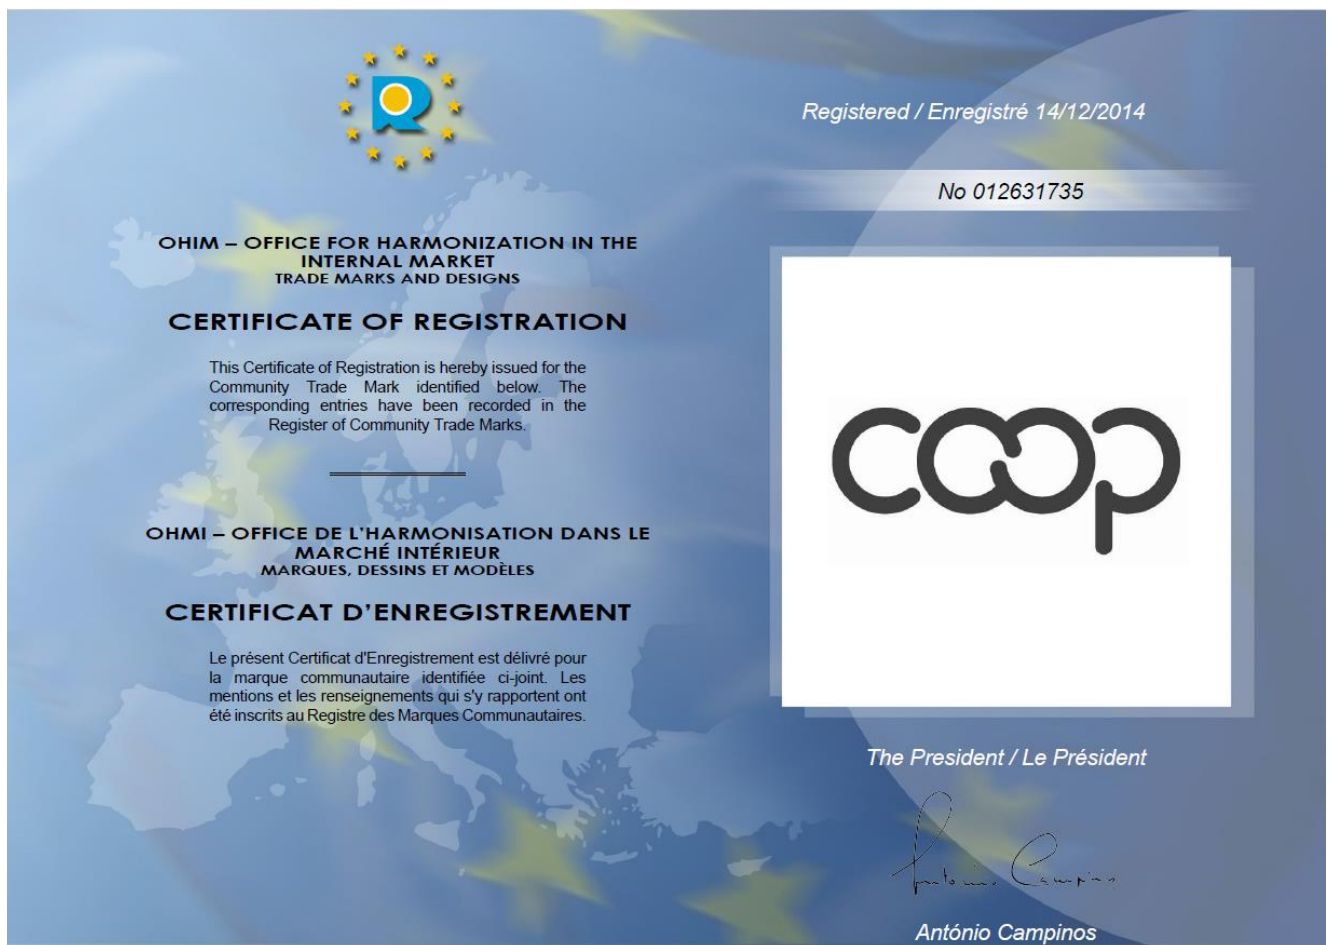 OHIM – OFFICE FOR HARMONIZATION IN THE
INTERNAL MARKET
TRADE MARKS AND DESIGNS
CERTIFICATE OF REGISTRATION
This Certificate of Registration is hereby issued for the
Community Trade Mark identified below. The
corresponding entries have been recorded in the
Register of Community Trade Marks.
OHMI – OFFICE DE L'HARMONISATION DANS LE
MARCHÉ INTÉRIEUR
MARQUES, DESSINS ET MODÈLES
CERTIFICAT D'ENREGISTREMENT
Le présent Certificat d'Enregistrement est délivré pour
la marque communautaire identifiée ci-joint. Les
mentions et les renseignements qui s'y rapportent ont
été inscrits au Registre des Marques Communautaires.
Registered / Enregistré 14/12/2014
No 012631735
coop
The President / Le Président
António Campinos
António Campinos